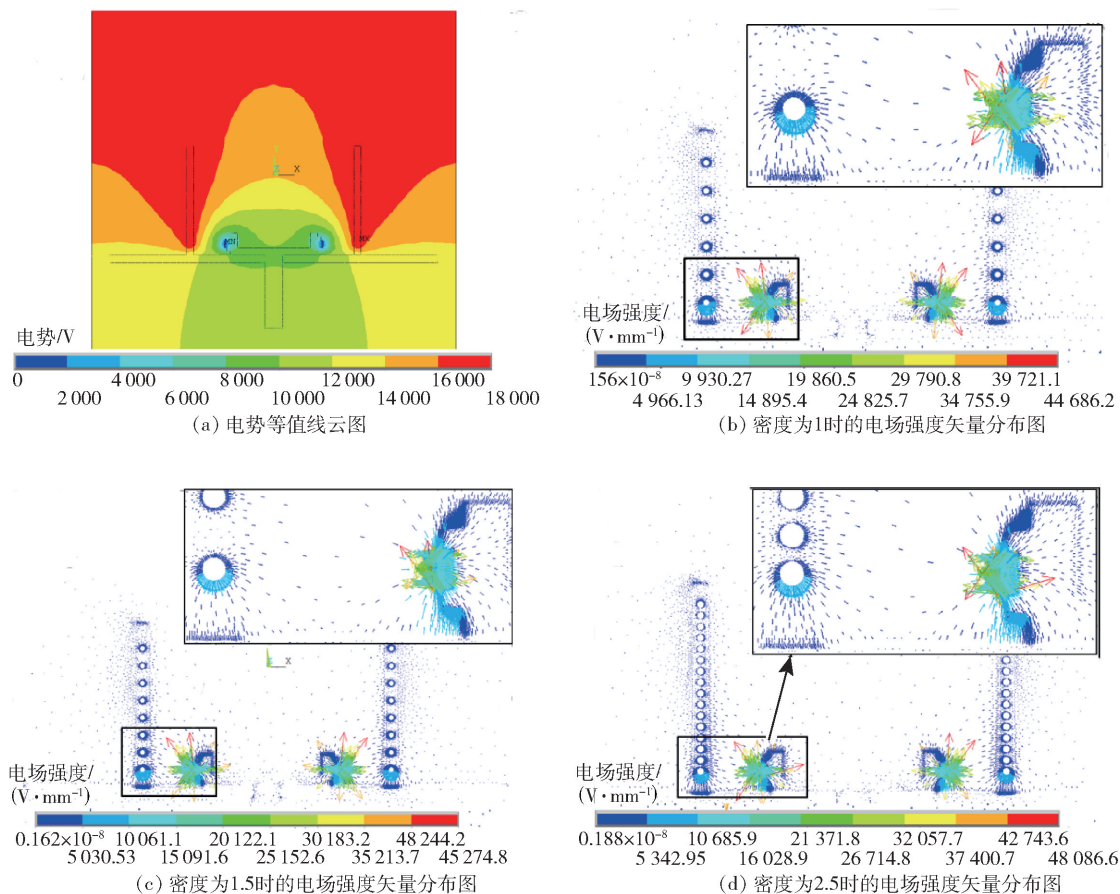 X
电势/V
0 4 000 8 000 12 000 16 000
2 000 6 000 10 000 14 000 18 000
(a) 电势等值线云图
电场强度/
(V·mm⁻¹)
156×10⁻⁸ 9 930.27 19 860.5 29 790.8 39 721.1
4 966.13 14 895.4 24 825.7 34 755.9 44 686.2
(b) 密度为1时的电场强度矢量分布图
X
电场强度/
(V·mm⁻¹)
0.162×10⁻⁸ 10 061.1 20 122.1 30 183.2 48 244.2
5 030.53 15 091.6 25 152.6 35 213.7 45 274.8
(c) 密度为1.5时的电场强度矢量分布图
电场强度/
(V·mm⁻¹)
0.188×10⁻⁸ 10 685.9 21 371.8 32 057.7 42 743.6
5 342.95 16 028.9 26 714.8 37 400.7 48 086.6
(d) 密度为2.5时的电场强度矢量分布图